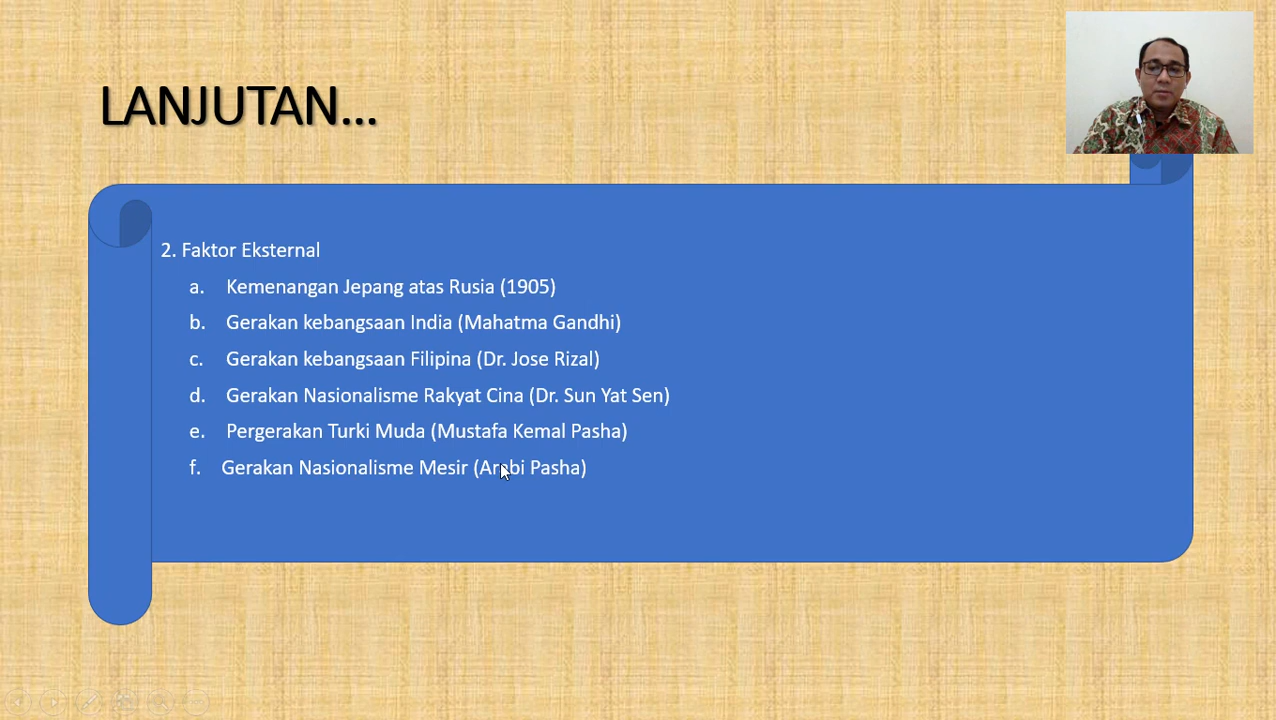 LANJUTAN...
2. Faktor Eksternal
a. Kemenangan Jepang atas Rusia (1905)
b. Gerakan kebangsaan India (Mahatma Gandhi)
c. Gerakan kebangsaan Filipina (Dr. Jose Rizal)
d. Gerakan Nasionalisme Rakyat Cina (Dr. Sun Yat Sen)
e. Pergerakan Turki Muda (Mustafa Kemal Pasha)
f. Gerakan Nasionalisme Mesir (Arabi Pasha)